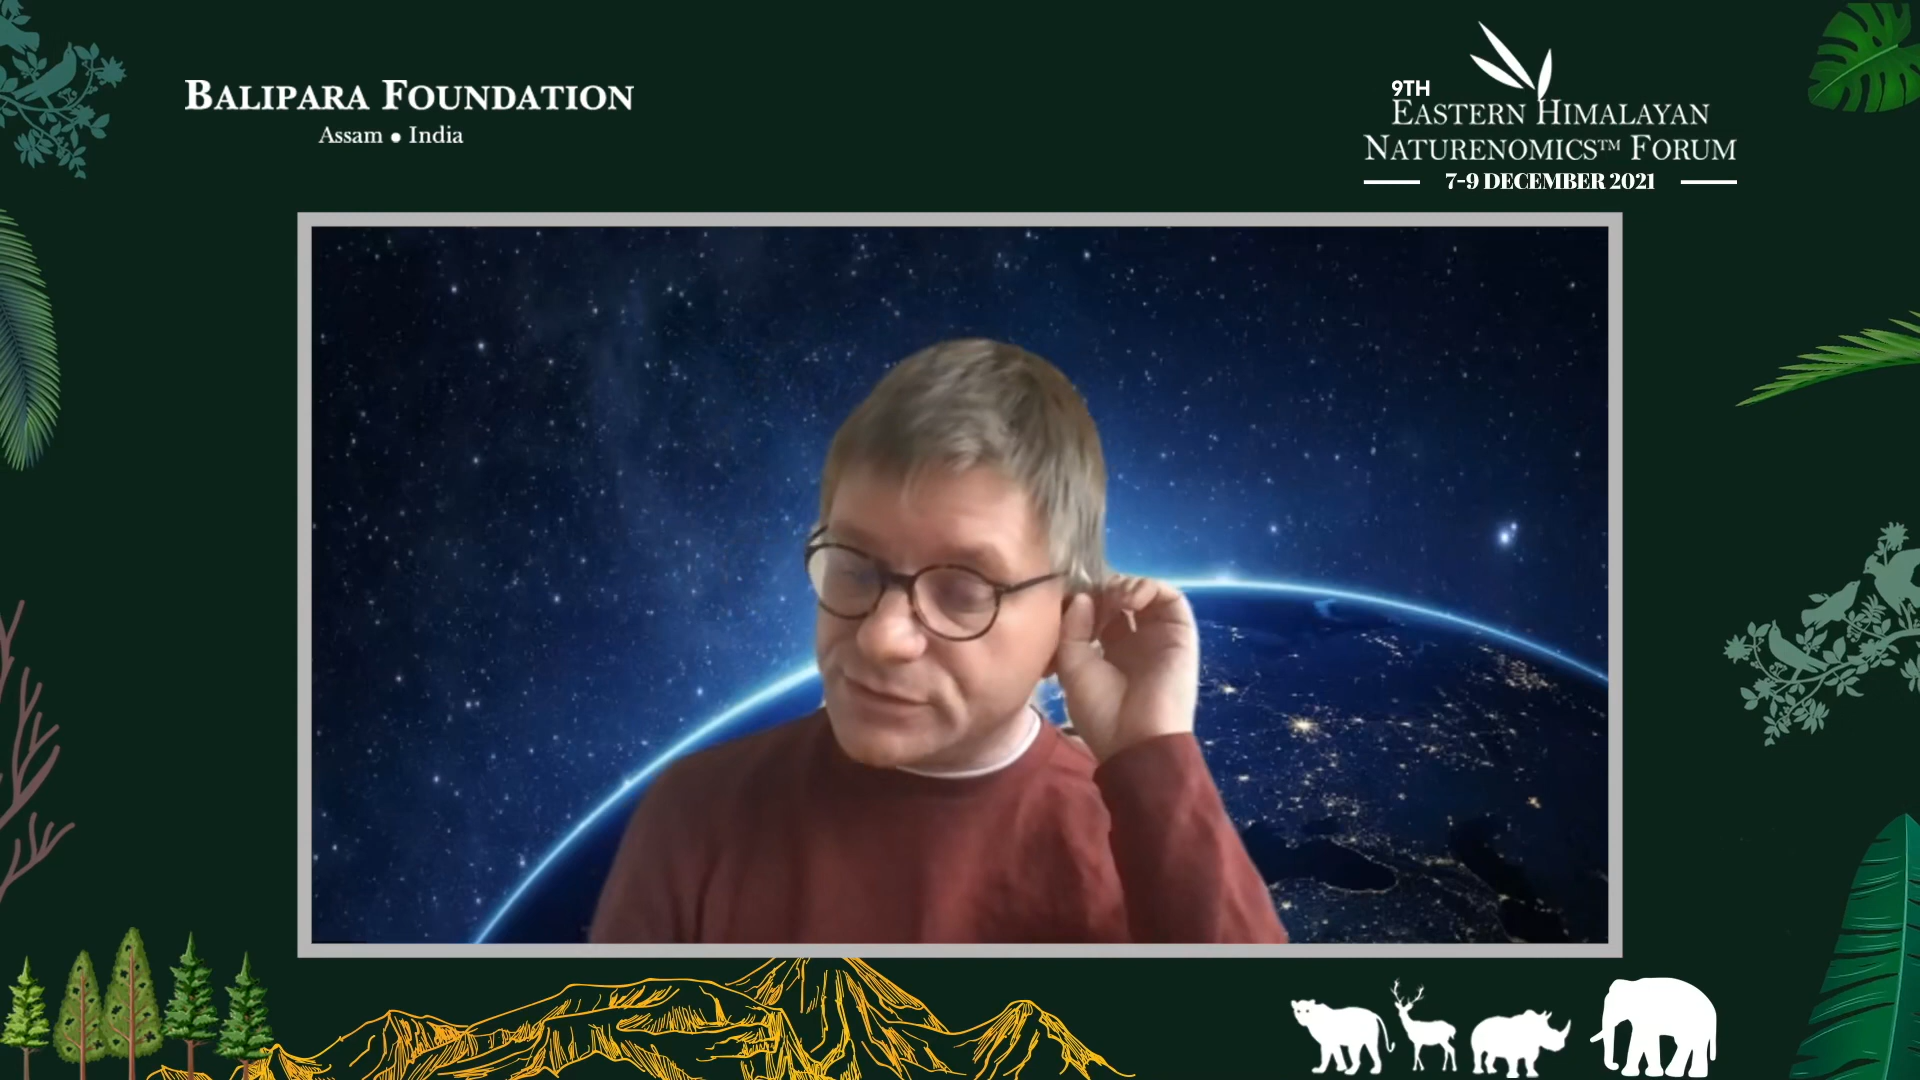 BALIPARA FOUNDATION
Assam • India
9TH
EASTERN HIMALAYAN
NATURENOMICS™ FORUM
7-9 DECEMBER 2021